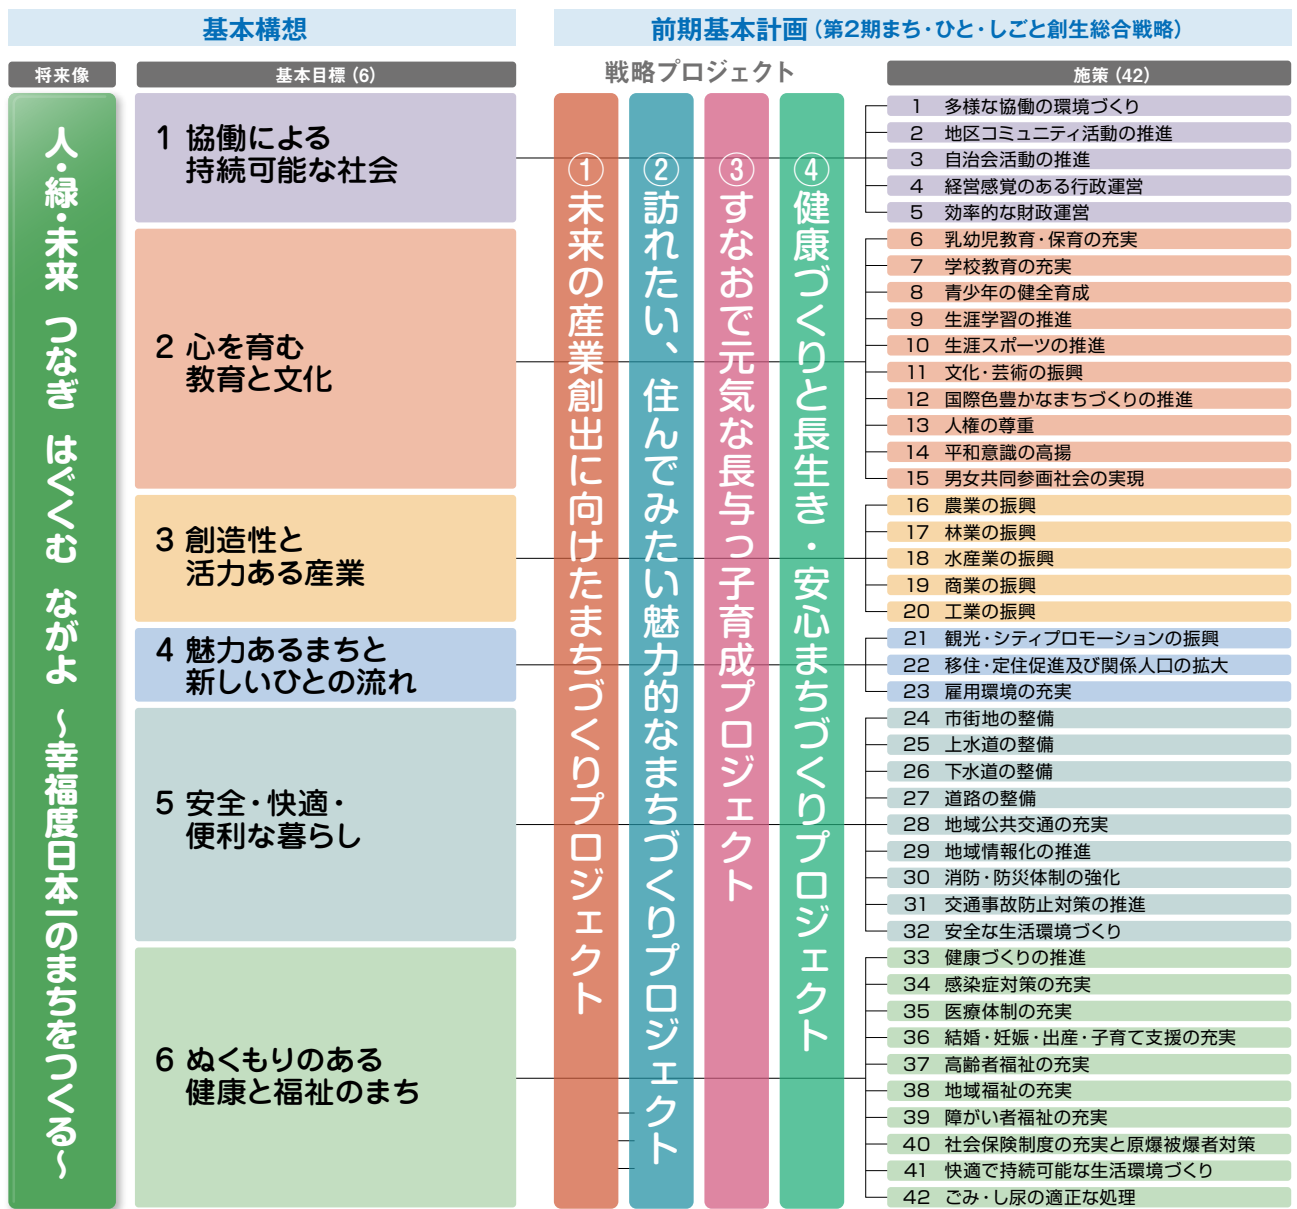 基本構想
前期基本計画（第2期まち・ひと・しごと創生総合戦略）
将来像
基本目標（6）
戦略プロジェクト
施策（42）
人・緑・未来 つなぎ はぐくむ ながよ ～幸福度日本一のまちをつくる～
1 協働による
持続可能な社会
2 心を育む
教育と文化
3 創造性と
活力ある産業
4 魅力あるまちと
新しいひとの流れ
5 安全・快適・
便利な暮らし
6 ぬくもりのある
健康と福祉のまち
①未来の産業創出に向けたまちづくりプロジェクト
②訪れたい、住んでみたい魅力的なまちづくりプロジェクト
③すなおで元気な長与っ子育成プロジェクト
④健康づくりと長生き・安心まちづくりプロジェクト
1 多様な協働の環境づくり
2 地区コミュニティ活動の推進
3 自治会活動の推進
4 経営感覚のある行政運営
5 効率的な財政運営
6 乳幼児教育・保育の充実
7 学校教育の充実
8 青少年の健全育成
9 生涯学習の推進
10 生涯スポーツの推進
11 文化・芸術の振興
12 国際色豊かなまちづくりの推進
13 人権の尊重
14 平和意識の高揚
15 男女共同参画社会の実現
16 農業の振興
17 林業の振興
18 水産業の振興
19 商業の振興
20 工業の振興
21 観光・シティプロモーションの振興
22 移住・定住促進及び関係人口の拡大
23 雇用環境の充実
24 市街地の整備
25 上水道の整備
26 下水道の整備
27 道路の整備
28 地域公共交通の充実
29 地域情報化の推進
30 消防・防災体制の強化
31 交通事故防止対策の推進
32 安全な生活環境づくり
33 健康づくりの推進
34 感染症対策の充実
35 医療体制の充実
36 結婚・妊娠・出産・子育て支援の充実
37 高齢者福祉の充実
38 地域福祉の充実
39 障がい者福祉の充実
40 社会保険制度の充実と原爆被爆者対策
41 快適で持続可能な生活環境づくり
42 ごみ・し尿の適正な処理